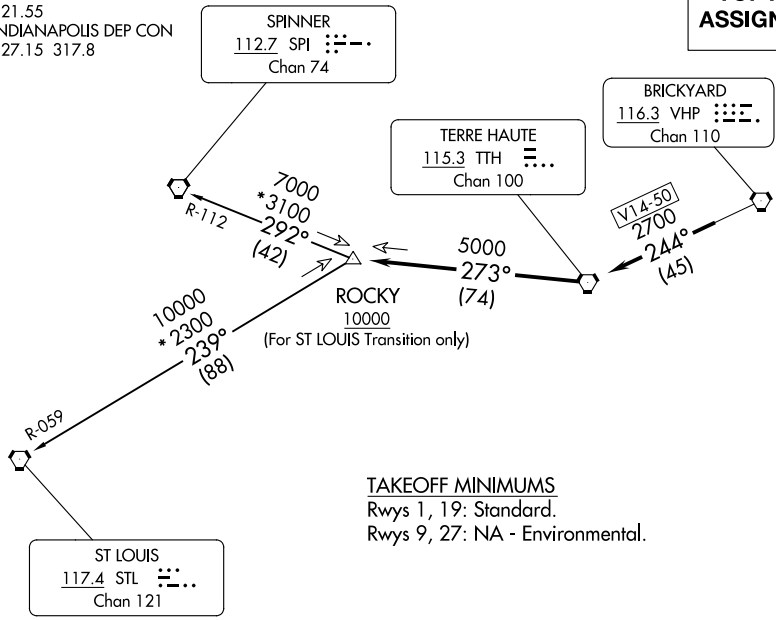 21.55
NDIANAPOLIS DEP CON
27.15 317.8
ASSIGN
SPINNER
112.7 SPI
Chan 74
BRICKYARD
116.3 VHP
Chan 110
TERRE HAUTE
115.3 TTH
Chan 100
V14-50
2700
244°
(45)
7000
*3100
292°
(42)
R-112
5000
273°
(74)
ROCKY
10000
(For ST LOUIS Transition only)
10000
*2300
239°
(88)
R-059
TAKEOFF MINIMUMS
Rwys 1, 19: Standard.
Rwys 9, 27: NA - Environmental.
ST LOUIS
117.4 STL
Chan 121